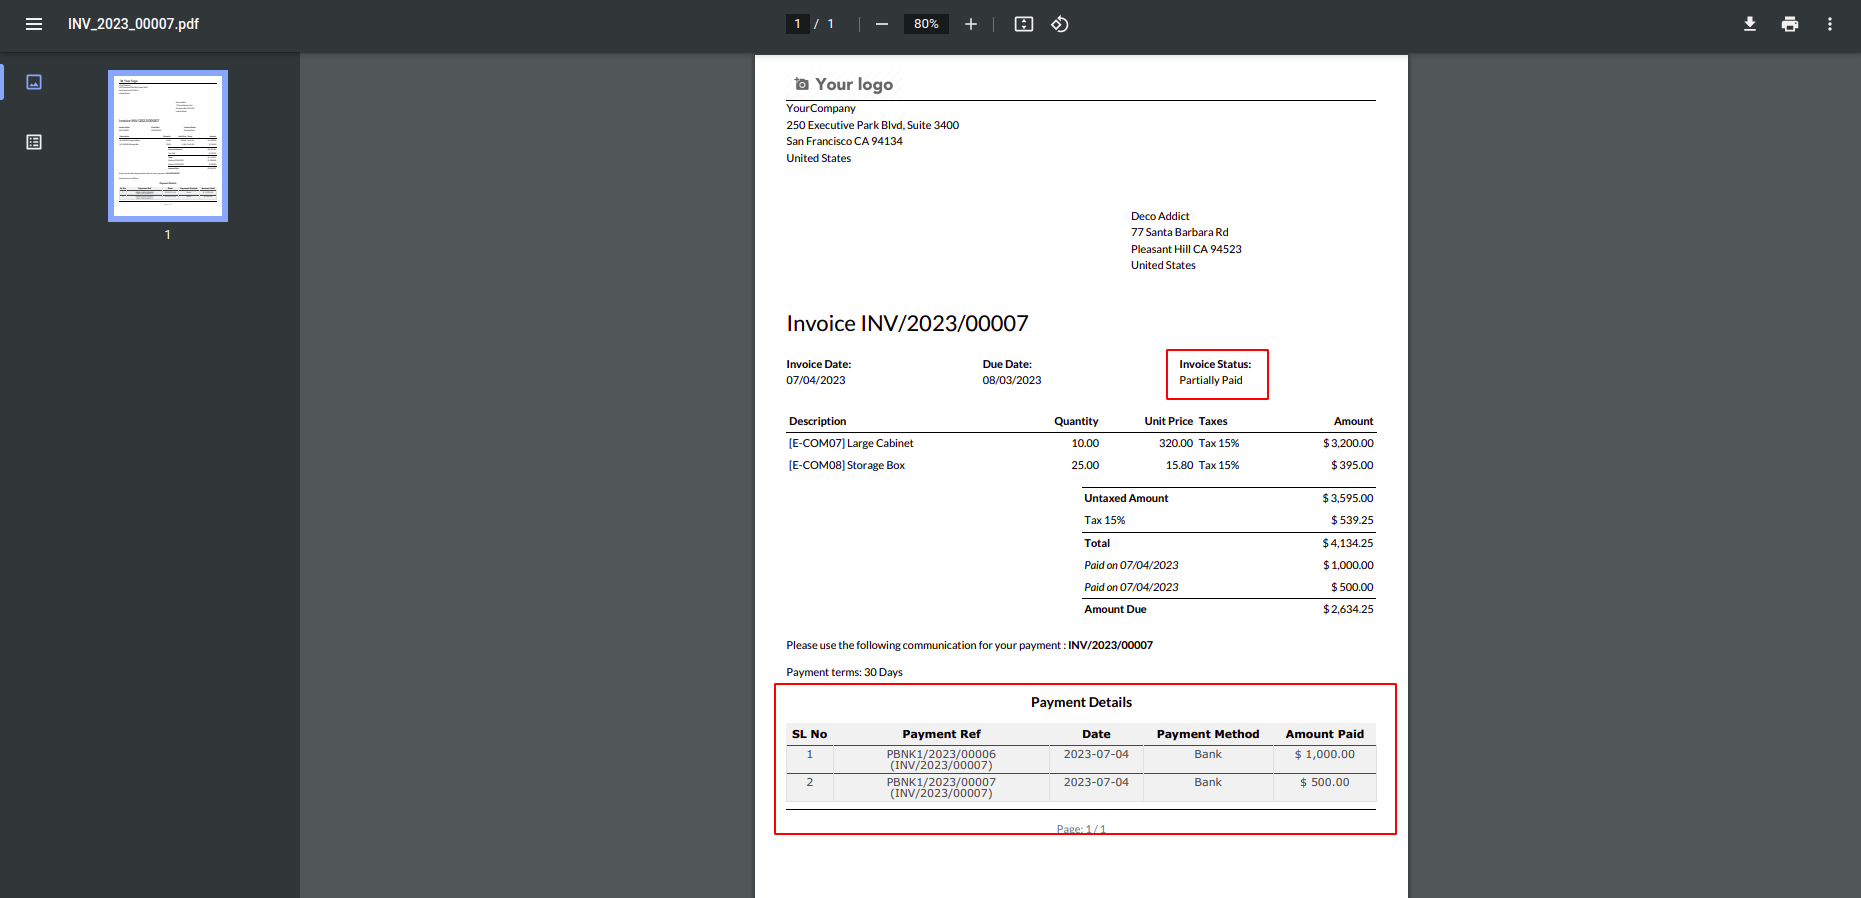 INV_2023_00007.pdf
1 / 1
80%
1
Your logo
YourCompany
250 Executive Park Blvd, Suite 3400
San Francisco CA 94134
United States
Deco Addict
77 Santa Barbara Rd
Pleasant Hill CA 94523
United States
Invoice INV/2023/00007
Invoice Date: Due Date: Invoice Status:
07/04/2023 08/03/2023 Partially Paid
Description Quantity Unit Price Taxes Amount
[E-COM07] Large Cabinet 10.00 320.00 Tax 15% $ 3,200.00
[E-COM08] Storage Box 25.00 15.80 Tax 15% $ 395.00
Untaxed Amount $ 3,595.00
Tax 15% $ 539.25
Total $ 4,134.25
Paid on 07/04/2023 $ 1,000.00
Paid on 07/04/2023 $ 500.00
Amount Due $ 2,634.25
Please use the following communication for your payment : INV/2023/00007
Payment terms: 30 Days
Payment Details
SL No Payment Ref Date Payment Method Amount Paid
1 PBNK1/2023/00006 2023-07-04 Bank $ 1,000.00
(INV/2023/00007)
2 PBNK1/2023/00007 2023-07-04 Bank $ 500.00
(INV/2023/00007)
Page: 1 / 1